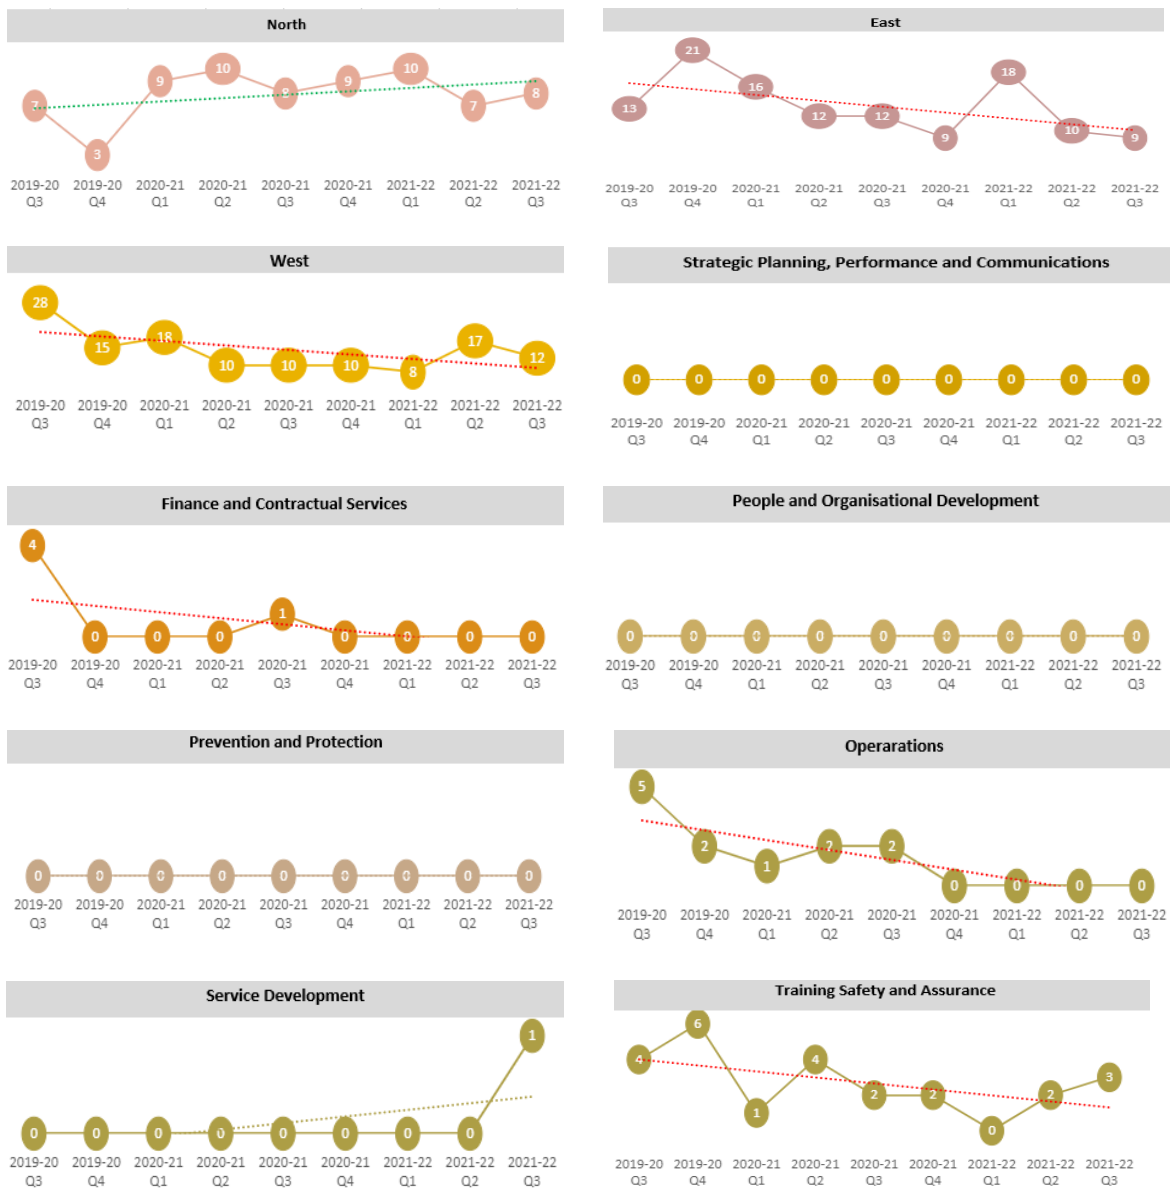 North
7
3
9
10
8
9
10
7
8
2019-20 2019-20 2020-21 2020-21 2020-21 2020-21 2021-22 2021-22 2021-22
Q3 Q4 Q1 Q2 Q3 Q4 Q1 Q2 Q3
East
13
21
16
12
12
9
18
10
9
2019-20 2019-20 2020-21 2020-21 2020-21 2020-21 2021-22 2021-22 2021-22
Q3 Q4 Q1 Q2 Q3 Q4 Q1 Q2 Q3
West
28
15
18
10
10
10
8
17
12
2019-20 2019-20 2020-21 2020-21 2020-21 2020-21 2021-22 2021-22 2021-22
Q3 Q4 Q1 Q2 Q3 Q4 Q1 Q2 Q3
Strategic Planning, Performance and Communications
0 0 0 0 0 0 0 0 0
2019-20 2019-20 2020-21 2020-21 2020-21 2020-21 2021-22 2021-22 2021-22
Q3 Q4 Q1 Q2 Q3 Q4 Q1 Q2 Q3
Finance and Contractual Services
4
0
0
0
1
0
0
0
0
2019-20 2019-20 2020-21 2020-21 2020-21 2020-21 2021-22 2021-22 2021-22
Q3 Q4 Q1 Q2 Q3 Q4 Q1 Q2 Q3
People and Organisational Development
0 0 0 0 0 0 0 0 0
2019-20 2019-20 2020-21 2020-21 2020-21 2020-21 2021-22 2021-22 2021-22
Q3 Q4 Q1 Q2 Q3 Q4 Q1 Q2 Q3
Prevention and Protection
0 0 0 0 0 0 0 0 0
2019-20 2019-20 2020-21 2020-21 2020-21 2020-21 2021-22 2021-22 2021-22
Q3 Q4 Q1 Q2 Q3 Q4 Q1 Q2 Q3
Operarations
5
2
1
2
2
0
0
0
0
2019-20 2019-20 2020-21 2020-21 2020-21 2020-21 2021-22 2021-22 2021-22
Q3 Q4 Q1 Q2 Q3 Q4 Q1 Q2 Q3
Service Development
0 0 0 0 0 0 0 0
1
2019-20 2019-20 2020-21 2020-21 2020-21 2020-21 2021-22 2021-22 2021-22
Q3 Q4 Q1 Q2 Q3 Q4 Q1 Q2 Q3
Training Safety and Assurance
4
6
1
4
2
2
0
2
3
2019-20 2019-20 2020-21 2020-21 2020-21 2020-21 2021-22 2021-22 2021-22
Q3 Q4 Q1 Q2 Q3 Q4 Q1 Q2 Q3